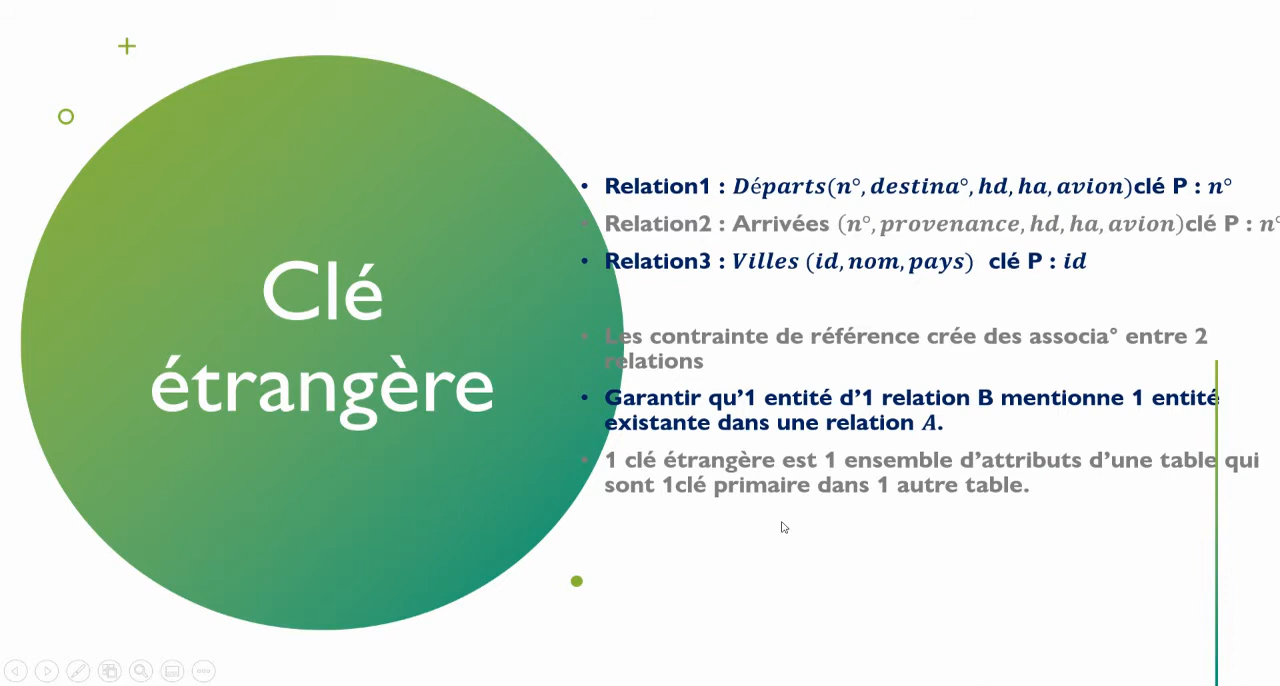 Clé
étrangère
• Relation1 : Départs(n°, destina°, hd, ha, avion)clé P : n°
• Relation2 : Arrivées (n°, provenance, hd, ha, avion)clé P : n°
• Relation3 : Villes (id, nom, pays) clé P : id
• Les contrainte de référence crée des associa° entre 2
relations
• Garantir qu’1 entité d’1 relation B mentionne 1 entité
existante dans une relation A.
• 1 clé étrangère est 1 ensemble d’attributs d’une table qui
sont 1clé primaire dans 1 autre table.